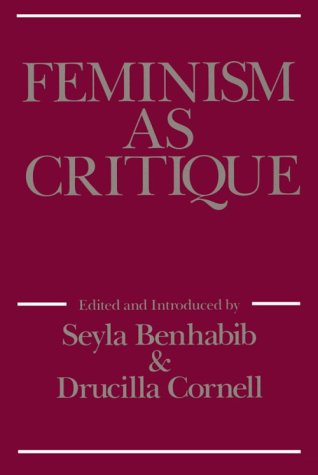 FEMINISM
AS
CRITIQUE
Edited and Introduced by
Seyla Benhabib
&
Drucilla Cornell